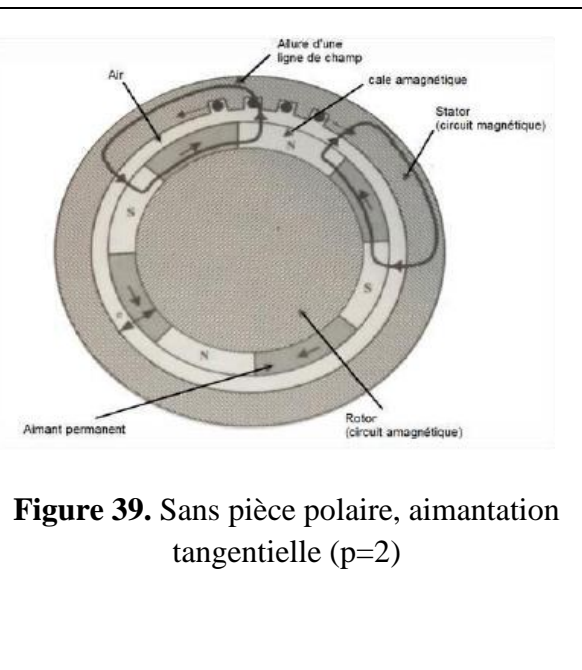 Allure d'une
ligne de champ
Air
cale amagnétique
Stator
(circuit magnétique)
N
S
S
e
N
Aimant permanent
Rotor
(circuit amagnétique)
Figure 39. Sans pièce polaire, aimantation
tangentielle (p=2)